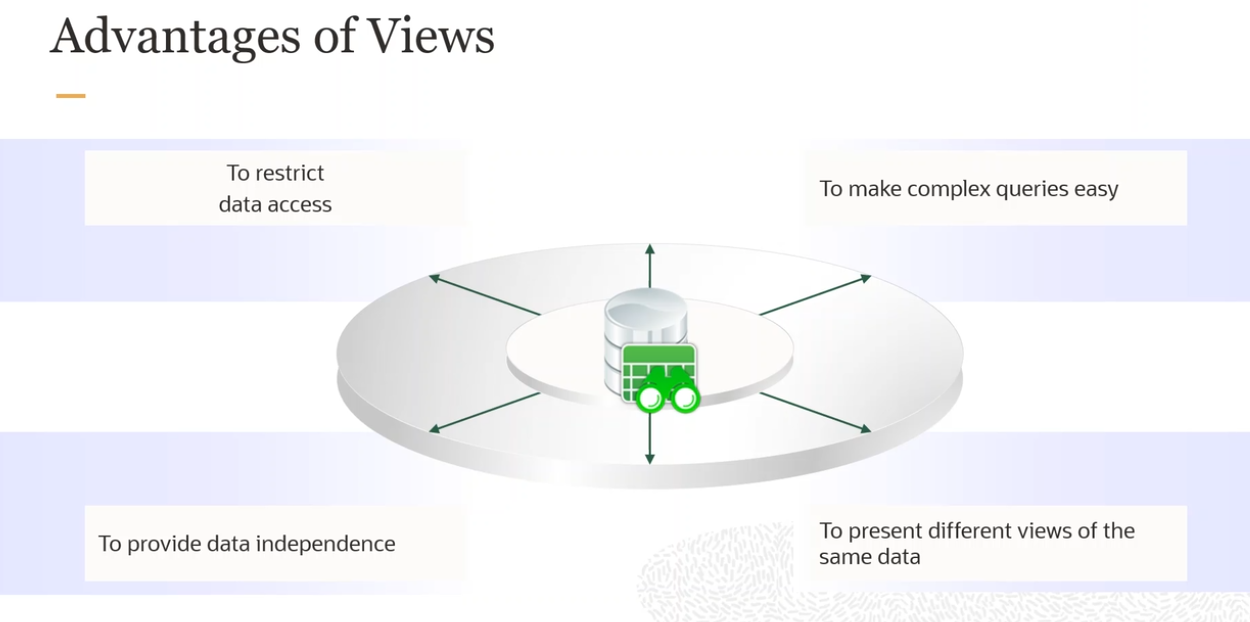 Advantages of Views
To restrict
data access
To make complex queries easy
To provide data independence
To present different views of the
same data